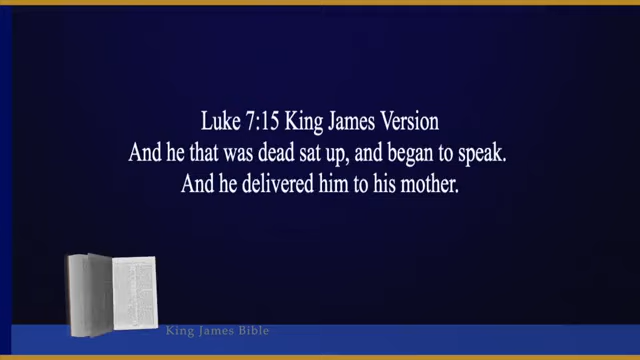 Luke 7:15 King James Version
And he that was dead sat up, and began to speak.
And he delivered him to his mother.
King James Bible